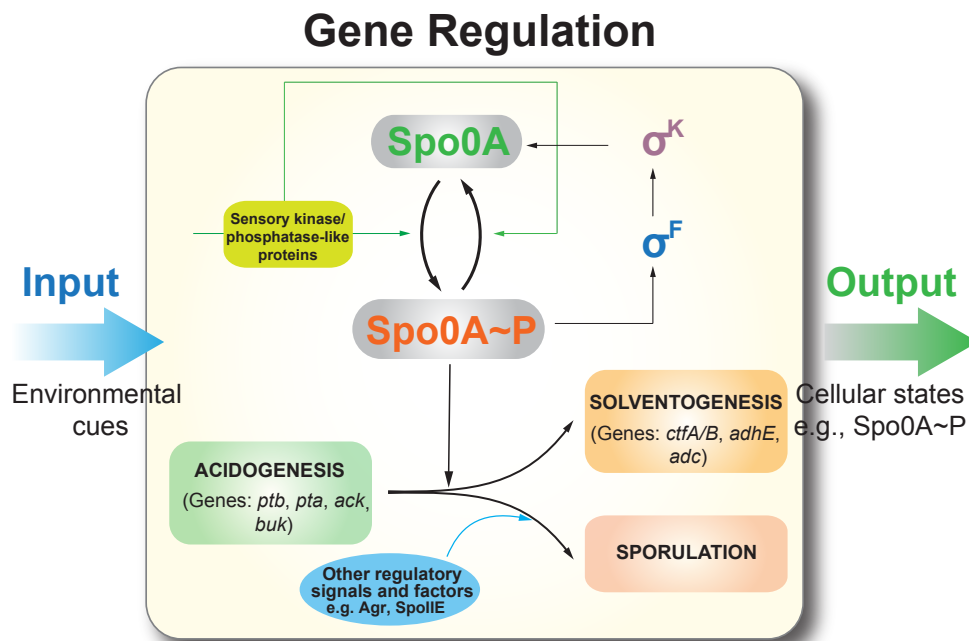 Gene Regulation
Spo0A
σK
Sensory kinase/
phosphatase-like
proteins
σF
Input
Output
Spo0A~P
Environmental
cues
Cellular states
e.g., Spo0A~P
SOLVENTOGENESIS
(Genes: ctfA/B, adhE,
adc)
ACIDOGENESIS
(Genes: ptb, pta, ack,
buk)
SPORULATION
Other regulatory
signals and factors
e.g. Agr, SpoIIE